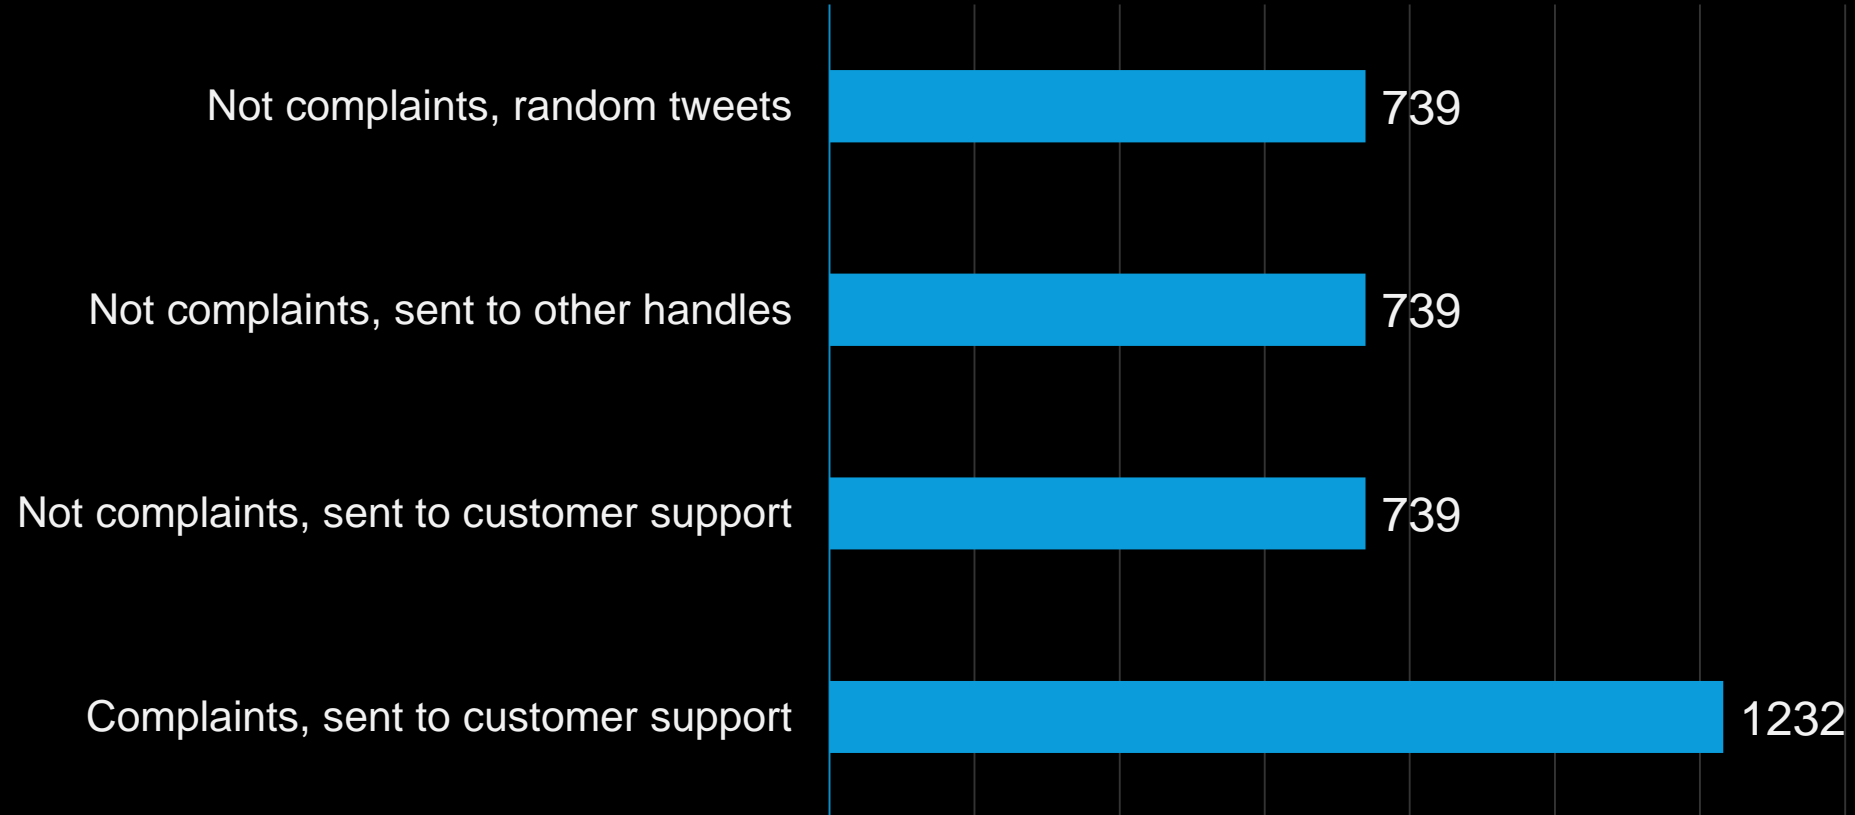 Not complaints, random tweets 739
Not complaints, sent to other handles 739
Not complaints, sent to customer support 739
Complaints, sent to customer support 1232